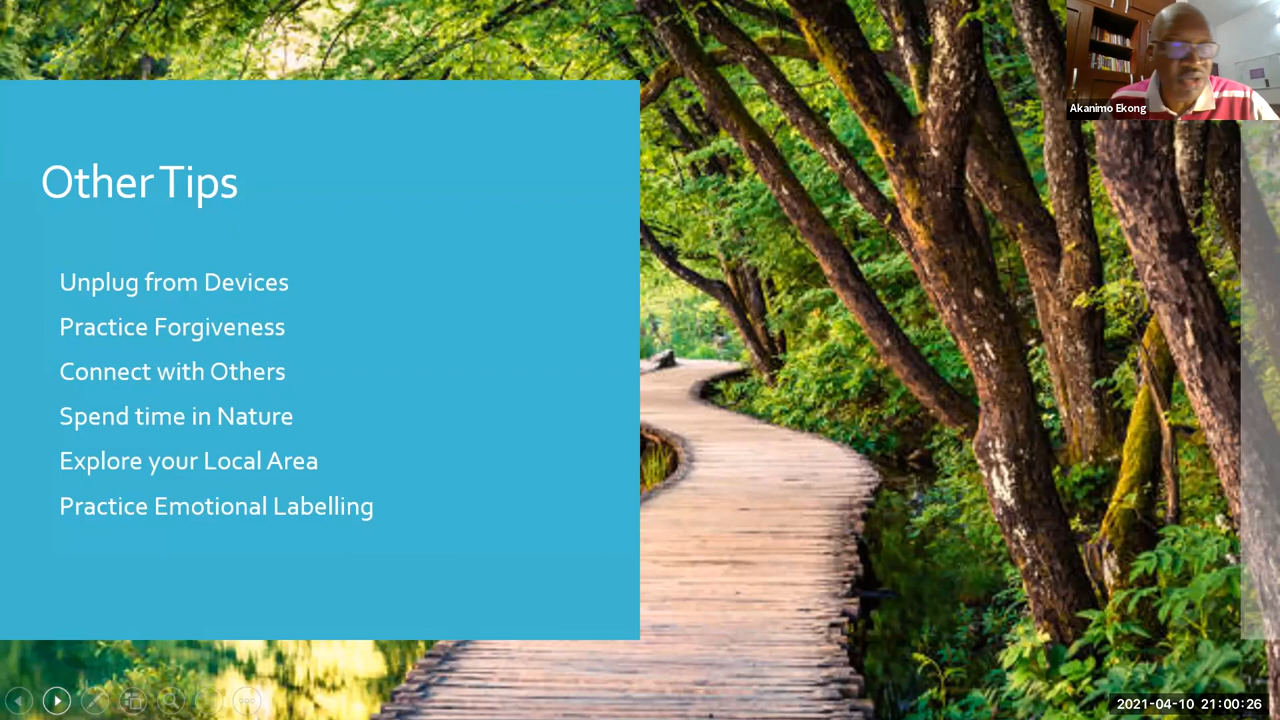 Other Tips
Unplug from Devices
Practice Forgiveness
Connect with Others
Spend time in Nature
Explore your Local Area
Practice Emotional Labelling
Akanimo Ekong
2021-04-10 21:00:26